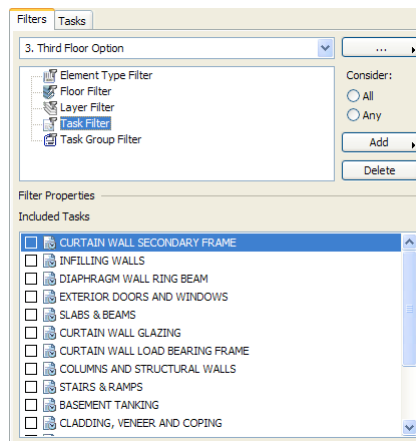 Filters Tasks
3. Third Floor Option ...
Element Type Filter
Floor Filter
Layer Filter
Task Filter
Task Group Filter
Consider:
All
Any
Add
Delete
Filter Properties
Included Tasks
CURTAIN WALL SECONDARY FRAME
INFILLING WALLS
DIAPHRAGM WALL RING BEAM
EXTERIOR DOORS AND WINDOWS
SLABS & BEAMS
CURTAIN WALL GLAZING
CURTAIN WALL LOAD BEARING FRAME
COLUMNS AND STRUCTURAL WALLS
STAIRS & RAMPS
BASEMENT TANKING
CLADDING, VENEER AND COPING